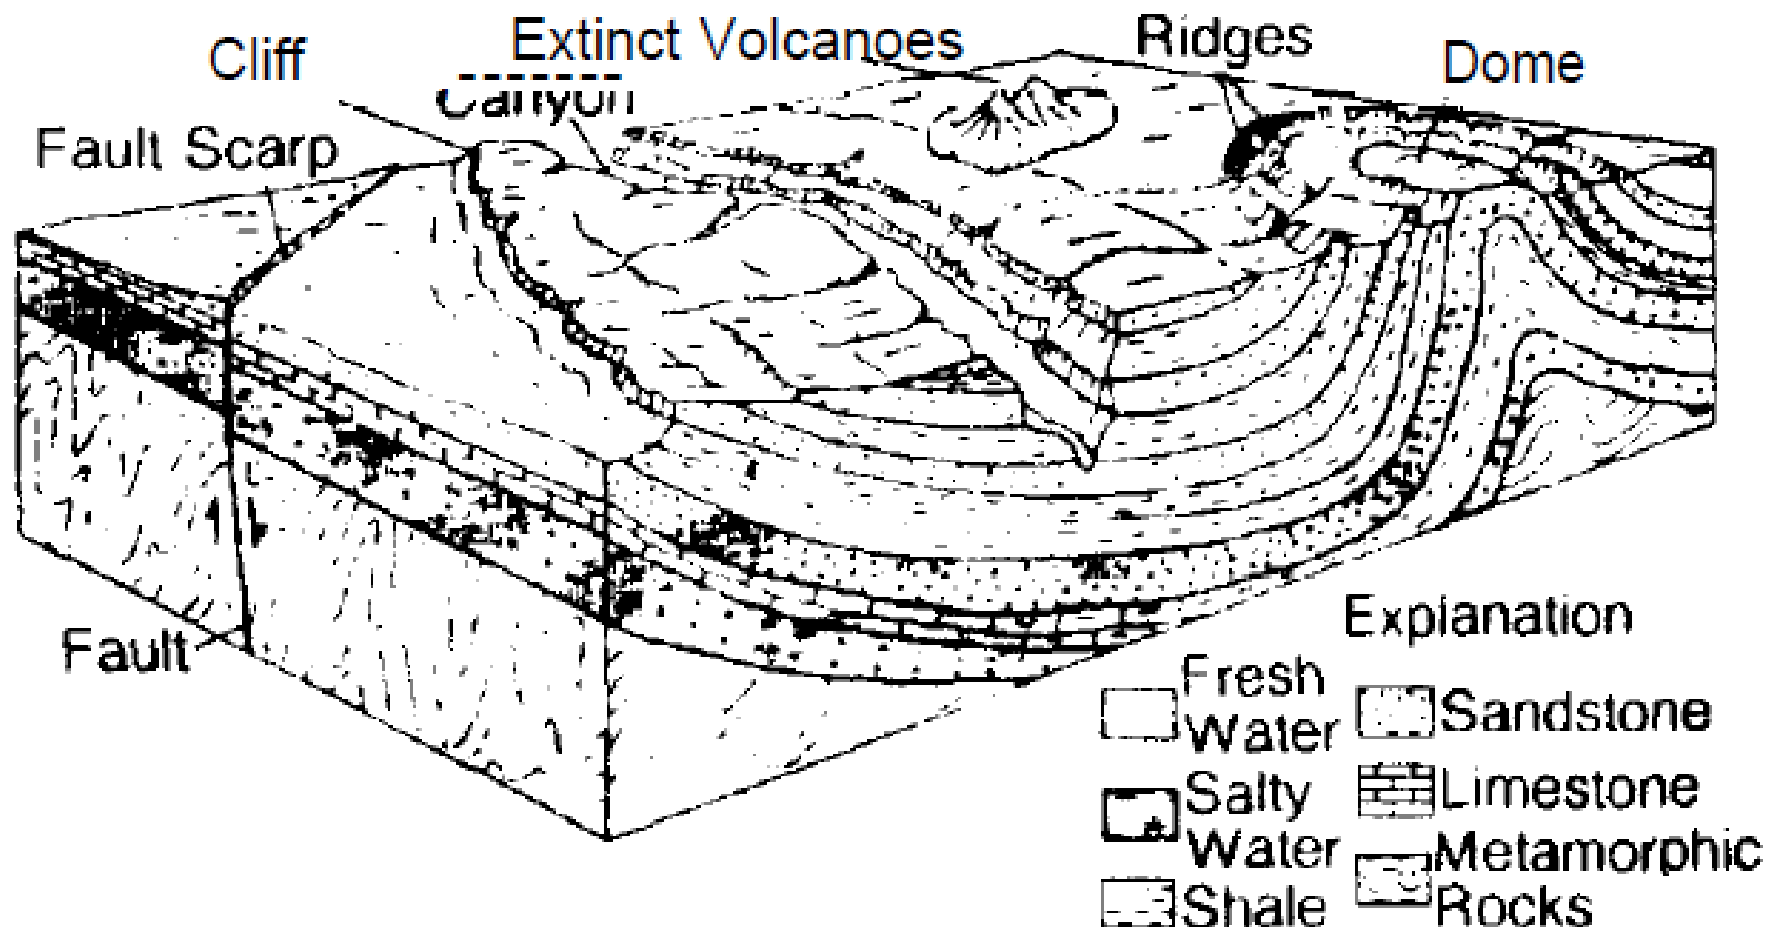 Cliff
Extinct Volcanoes
Ridges
Dome
Canyon
Fault Scarp
Fault
Explanation
Fresh
Water
Sandstone
Salty
Water
Limestone
Metamorphic
Rocks
Shale